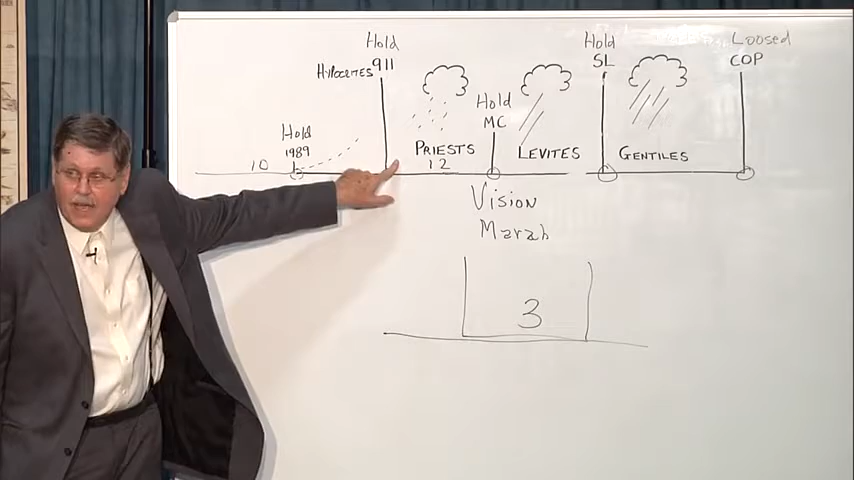 Hold
Hold
Loosed
911
SL
COP
HYPOCRITES
Hold
MC
Hold
1989
PRIESTS
LEVITES
GENTILES
10
12
Vision
Marah
3